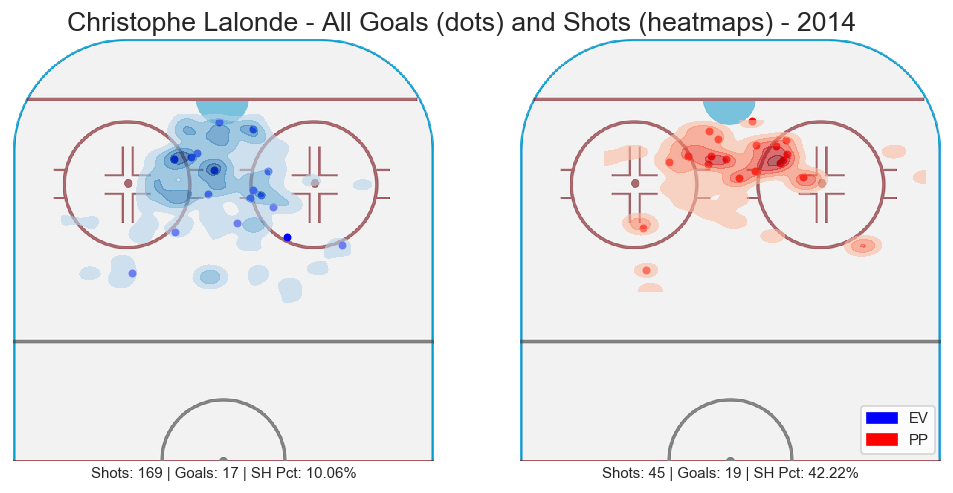 Christophe Lalonde - All Goals (dots) and Shots (heatmaps) - 2014
EV
PP
Shots: 169 | Goals: 17 | SH Pct: 10.06%
Shots: 45 | Goals: 19 | SH Pct: 42.22%